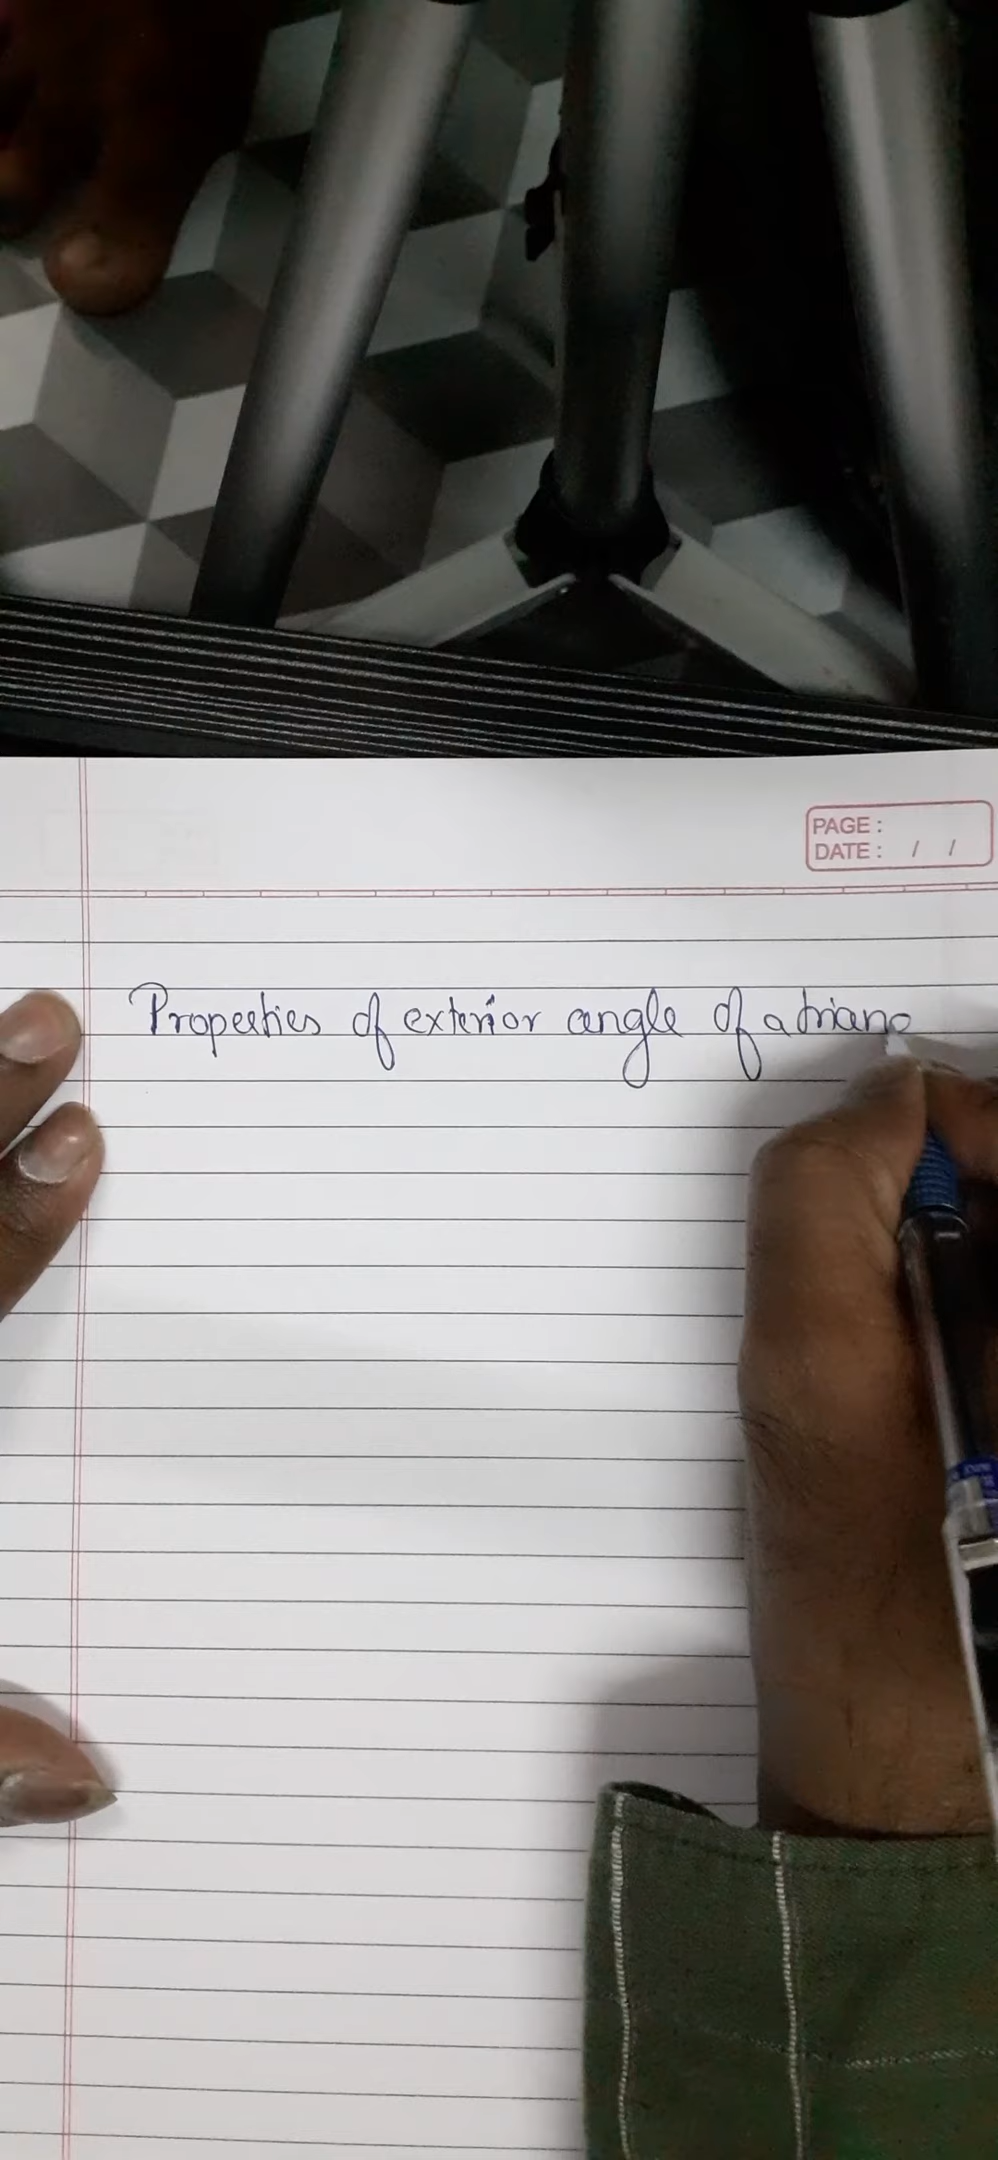 PAGE :
DATE : / /
Properties of exterior angle of a triang